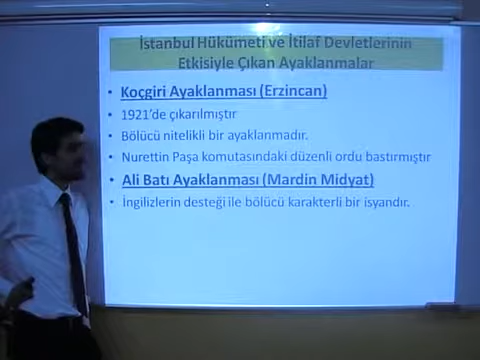 İstanbul Hükümeti ve İtilaf Devletlerinin
Etkisiyle Çıkan Ayaklanmalar
• Koçgiri Ayaklanması (Erzincan)
• 1921'de çıkarılmıştır
• Bölücü nitelikli bir ayaklanmadır.
• Nurettin Paşa komutasındaki düzenli ordu bastırmıştır
• Ali Batı Ayaklanması (Mardin Midyat)
• İngilizlerin desteği ile bölücü karakterli bir isyandır.